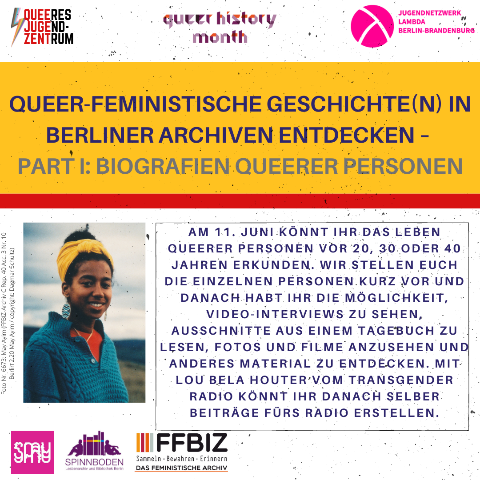 QUEERES
JUGEND-
ZENTRUM
queer history
month
JUGENDNETZWERK
LAMBDA
BERLIN-BRANDENBURG
QUEER-FEMINISTISCHE GESCHICHTE(N) IN
BERLINER ARCHIVEN ENTDECKEN –
PART I: BIOGRAFIEN QUEERER PERSONEN
AM 11. JUNI KÖNNT IHR DAS LEBEN
QUEERER PERSONEN VOR 20, 30 ODER 40
JAHREN ERKUNDEN. WIR STELLEN EUCH
DIE EINZELNEN PERSONEN KURZ VOR UND
DANACH HABT IHR DIE MÖGLICHKEIT,
VIDEO-INTERVIEWS ZU SEHEN,
AUSSCHNITTE AUS EINEM TAGEBUCH ZU
LESEN, FOTOS UND FILME ANZUSEHEN UND
ANDERES MATERIAL ZU ENTDECKEN. MIT
LOU BELA HOUTER VOM TRANSGENDER
RADIO KÖNNT IHR DANACH SELBER
BEITRÄGE FÜRS RADIO ERSTELLEN.
SPINNBODEN
FFBIZ
Sammeln - Bewahren - Erinnern
DAS FEMINISTISCHE ARCHIV